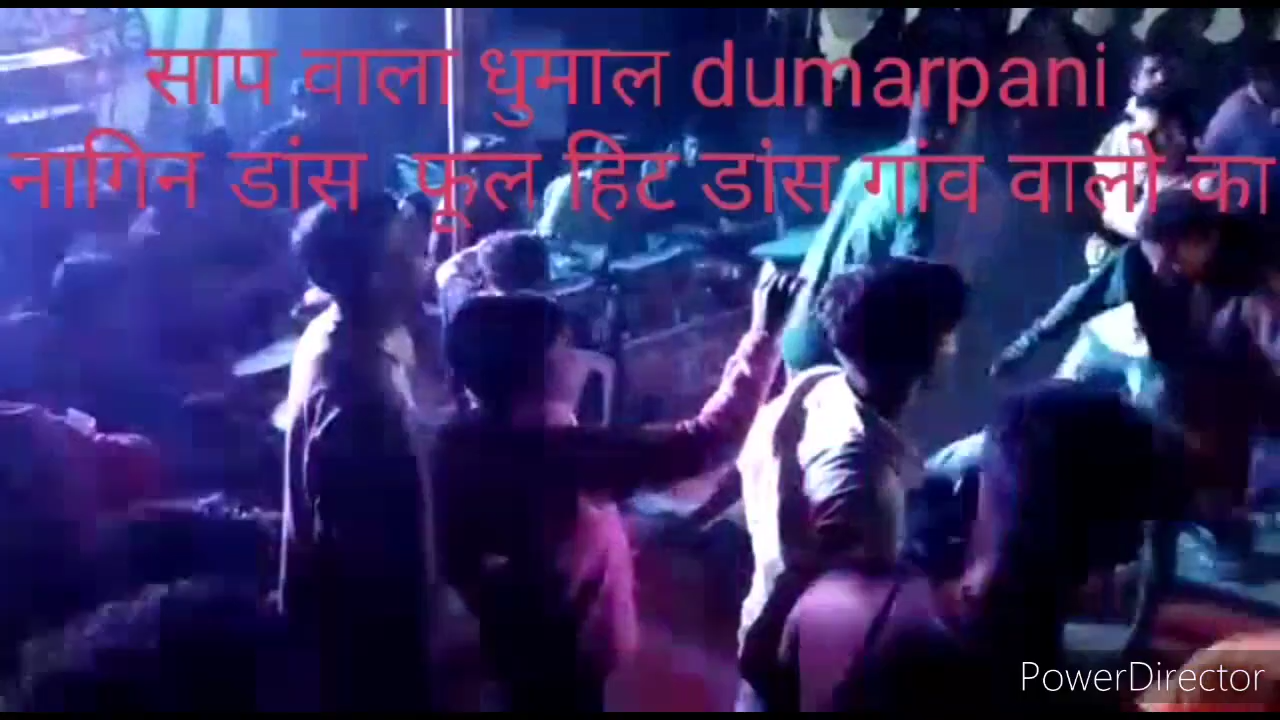 साप वाला धुमाल dumarpani
नागिन डांस फूल हिट डांस गांव वालो का
PowerDirector